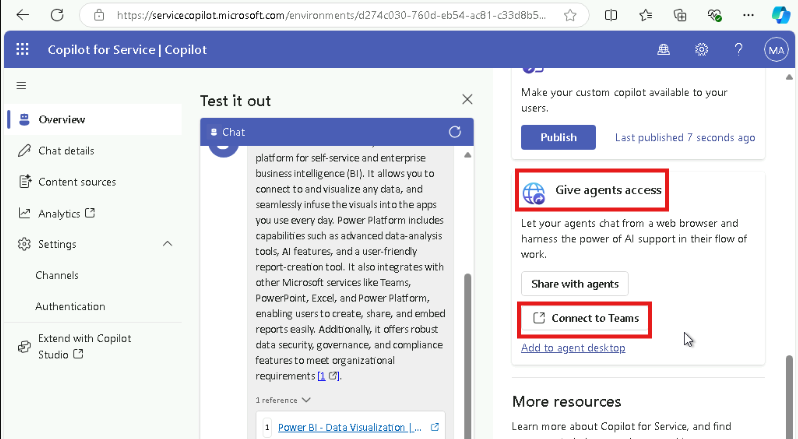 https://servicecopilot.microsoft.com/environments/d274c030-760d-eb54-ac81-c33d8b5...
Copilot for Service | Copilot
MA
Overview
Chat details
Content sources
Analytics
Settings
Channels
Authentication
Extend with Copilot
Studio
Test it out
Chat
platform for self-service and enterprise
business intelligence (BI). It allows you to
connect to and visualize any data, and
seamlessly infuse the visuals into the apps
you use every day. Power Platform includes
capabilities such as advanced data-analysis
tools, AI features, and a user-friendly
report-creation tool. It also integrates with
other Microsoft services like Teams,
PowerPoint, Excel, and Power Platform,
enabling users to create, share, and embed
reports easily. Additionally, it offers robust
data security, governance, and compliance
features to meet organizational
requirements [1].
1 reference
1 Power BI - Data Visualization | ...
Make your custom copilot available to your
users.
Publish
Last published 7 seconds ago
Give agents access
Let your agents chat from a web browser and
harness the power of AI support in their flow of
work.
Share with agents
Connect to Teams
Add to agent desktop
More resources
Learn more about Copilot for Service, and find